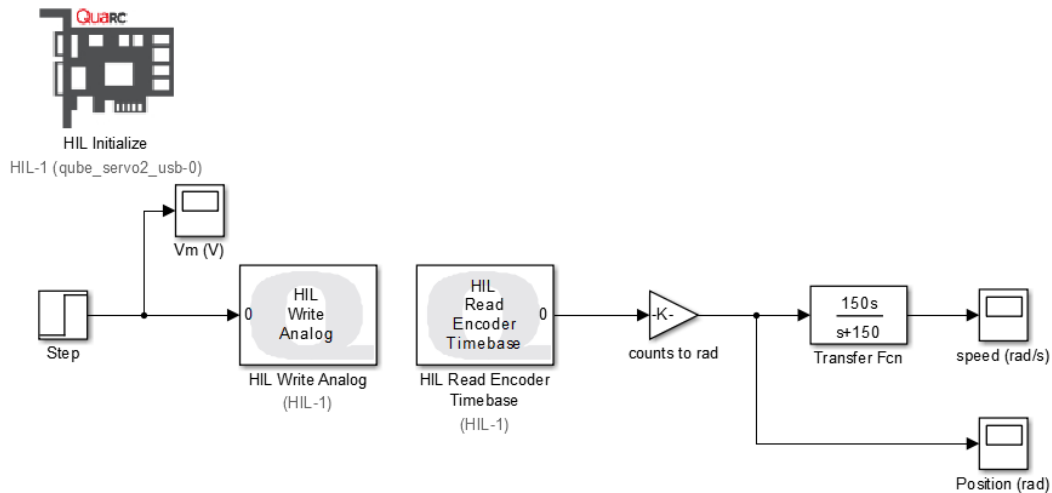 QUARC
HIL Initialize
HIL-1 (qube_servo2_usb-0)
Vm (V)
Step
0
HIL
Write
Analog
HIL Write Analog
(HIL-1)
HIL
Read
Encoder
Timebase
0
HIL Read Encoder
Timebase
(HIL-1)
-K-
counts to rad
150s
s+150
Transfer Fcn
speed (rad/s)
Position (rad)